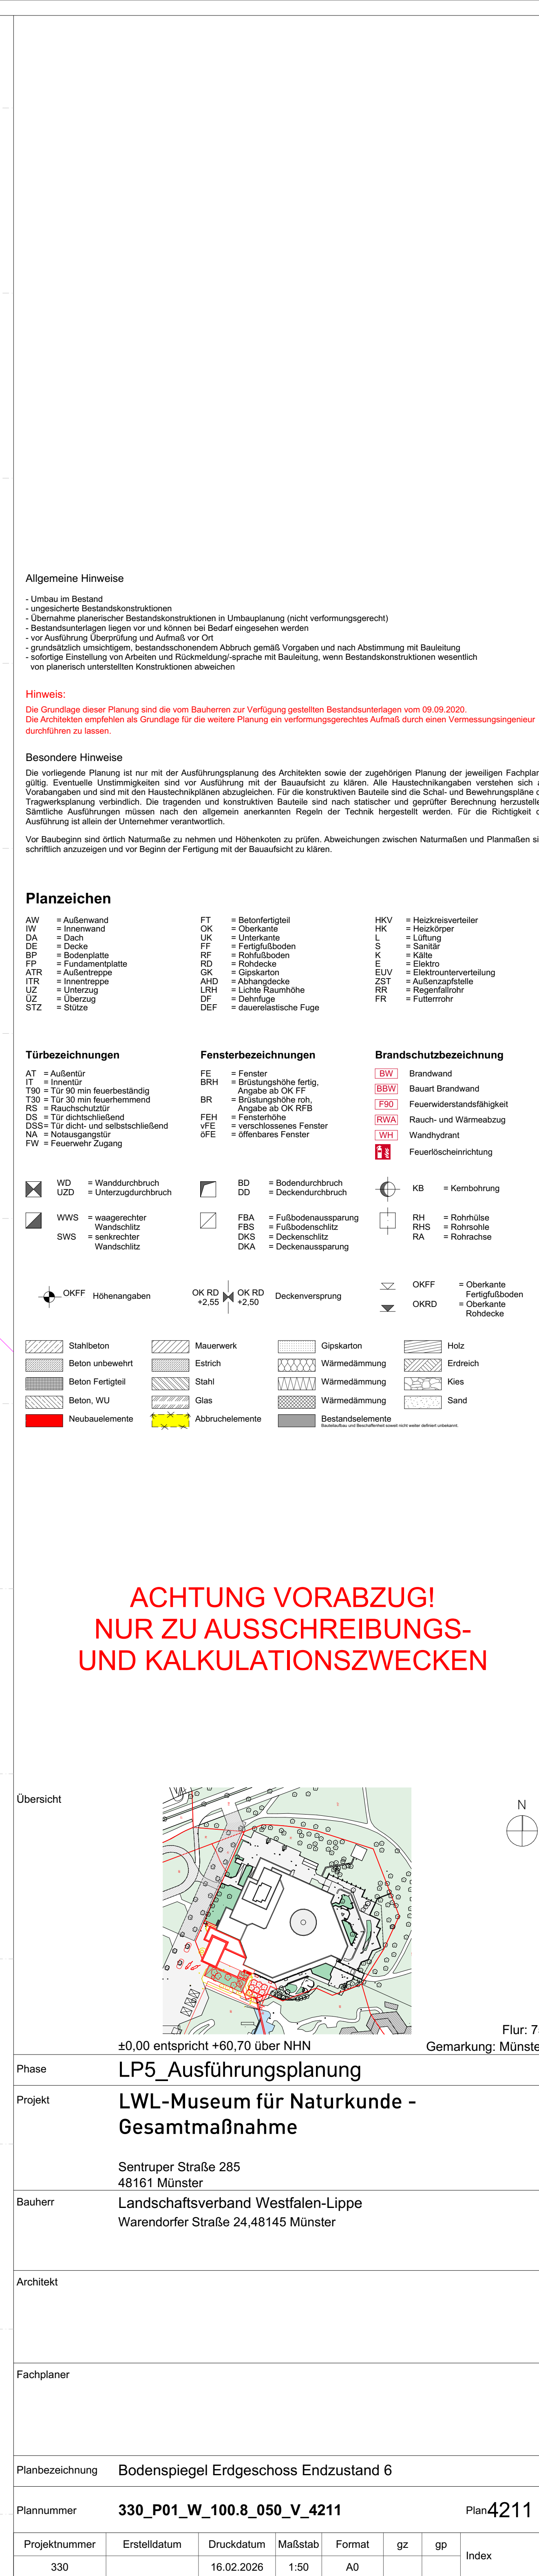 Allgemeine Hinweise
- Umbau im Bestand
- ungesicherte Bestandskonstruktionen
- Übernahme planerischer Bestandskonstruktionen in Umbauplanung (nicht verformungsgerecht)
- Bestandsunterlagen liegen vor und können bei Bedarf eingesehen werden
- vor Ausführung Überprüfung und Aufmaß vor Ort
- grundsätzlich umsichtigem, bestandsschonendem Abbruch gemäß Vorgaben und nach Abstimmung mit Bauleitung
- sofortige Einstellung von Arbeiten und Rückmeldung/-sprache mit Bauleitung, wenn Bestandskonstruktionen wesentlich
von planerisch unterstellten Konstruktionen abweichen
Hinweis:
Die Grundlage dieser Planung sind die vom Bauherren zur Verfügung gestellten Bestandsunterlagen vom 09.09.2020.
Die Architekten empfehlen als Grundlage für die weitere Planung ein verformungsgerechtes Aufmaß durch einen Vermessungsingenieur
durchführen zu lassen.
Besondere Hinweise
Die vorliegende Planung ist nur mit der Ausführungsplanung des Architekten sowie der zugehörigen Planung der jeweiligen Fachplan
gültig. Eventuelle Unstimmigkeiten sind vor Ausführung mit der Bauaufsicht zu klären. Alle Haustechnikangaben verstehen sich a
Vorabangaben und sind mit den Haustechnikplänen abzugleichen. Für die konstruktiven Bauteile sind die Schal- und Bewehrungspläne d
Tragwerksplanung verbindlich. Die tragenden und konstruktiven Bauteile sind nach statischer und geprüfter Berechnung herzustelle
Sämtliche Ausführungen müssen nach den allgemein anerkannten Regeln der Technik hergestellt werden. Für die Richtigkeit d
Ausführung ist allein der Unternehmer verantwortlich.
Vor Baubeginn sind örtlich Naturmaße zu nehmen und Höhenkoten zu prüfen. Abweichungen zwischen Naturmaßen und Planmaßen si
schriftlich anzuzeigen und vor Beginn der Fertigung mit der Bauaufsicht zu klären.
Planzeichen
AW = Außenwand
IW = Innenwand
DA = Dach
DE = Decke
BP = Bodenplatte
FP = Fundamentplatte
ATR = Außentreppe
ITR = Innentreppe
UZ = Unterzug
ÜZ = Überzug
STZ = Stütze
FT = Betonfertigteil
OK = Oberkante
UK = Unterkante
FF = Fertigfußboden
RF = Rohfußboden
RD = Rohdecke
GK = Gipskarton
AHD = Abhangdecke
LRH = Lichte Raumhöhe
DF = Dehnfuge
DEF = dauerelastische Fuge
HKV = Heizkreisverteiler
HK = Heizkörper
L = Lüftung
S = Sanitär
K = Kälte
E = Elektro
EUV = Elektrounterverteilung
ZST = Außenzapfstelle
RR = Regenfallrohr
FR = Futterrrohr
Türbezeichnungen
AT = Außentür
IT = Innentür
T90 = Tür 90 min feuerbeständig
T30 = Tür 30 min feuerhemmend
RS = Rauchschutztür
DS = Tür dichtschließend
DSS= Tür dicht- und selbstschließend
NA = Notausgangstür
FW = Feuerwehr Zugang
Fensterbezeichnungen
FE = Fenster
BRH = Brüstungshöhe fertig,
Angabe ab OK FF
BR = Brüstungshöhe roh,
Angabe ab OK RFB
FEH = Fensterhöhe
vFE = verschlossenes Fenster
öFE = öffenbares Fenster
Brandschutzbezeichnung
BW Brandwand
BBW Bauart Brandwand
F90 Feuerwiderstandsfähigkeit
RWA Rauch- und Wärmeabzug
WH Wandhydrant
Feuerlöscheinrichtung
WD = Wanddurchbruch
UZD = Unterzugdurchbruch
BD = Bodendurchbruch
DD = Deckendurchbruch
KB = Kernbohrung
WWS = waagerechter
Wandschlitz
SWS = senkrechter
Wandschlitz
FBA = Fußbodenaussparung
FBS = Fußbodenschlitz
DKS = Deckenschlitz
DKA = Deckenaussparung
RH = Rohrhülse
RHS = Rohrsohle
RA = Rohrachse
OKFF Höhenangaben
OK RD OK RD
+2,55 +2,50
Deckenversprung
OKFF = Oberkante
Fertigfußboden
OKRD = Oberkante
Rohdecke
Stahlbeton Mauerwerk Gipskarton Holz
Beton unbewehrt Estrich Wärmedämmung Erdreich
Beton Fertigteil Stahl Wärmedämmung Kies
Beton, WU Glas Wärmedämmung Sand
Neubauelemente Abbruchelemente Bestandselemente
Bauteilaufbau und Beschaffenheit soweit nicht weiter definiert unbekannt.
ACHTUNG VORABZUG!
NUR ZU AUSSCHREIBUNGS-
UND KALKULATIONSZWECKEN
Übersicht
N
Flur: 7
±0,00 entspricht +60,70 über NHN
Gemarkung: Münste
Phase LP5_Ausführungsplanung
Projekt LWL-Museum für Naturkunde -
Gesamtmaßnahme
Sentruper Straße 285
48161 Münster
Bauherr Landschaftsverband Westfalen-Lippe
Warendorfer Straße 24,48145 Münster
Architekt
Fachplaner
Planbezeichnung Bodenspiegel Erdgeschoss Endzustand 6
Plannummer 330_P01_W_100.8_050_V_4211 Plan 4211
Projektnummer Erstelldatum Druckdatum Maßstab Format gz gp Index
330 16.02.2026 1:50 A0